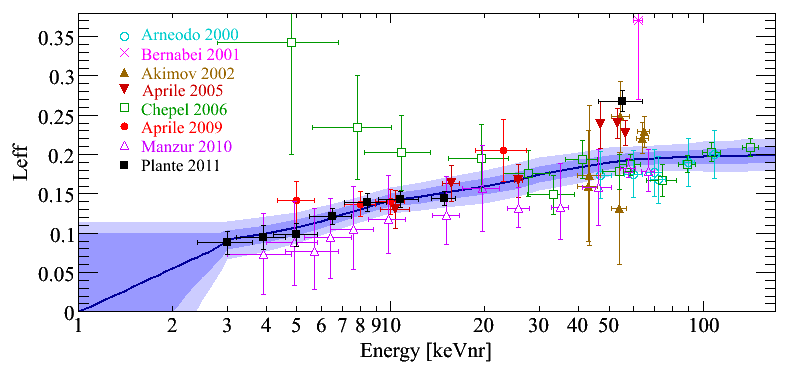 0.35
0.3
0.25
0.2
0.15
0.1
0.05
0
Leff
Arneodo 2000
Bernabei 2001
Akimov 2002
Aprile 2005
Chepel 2006
Aprile 2009
Manzur 2010
Plante 2011
1 2 3 4 5 6 7 8 910 20 30 40 50 100
Energy [keVnr]